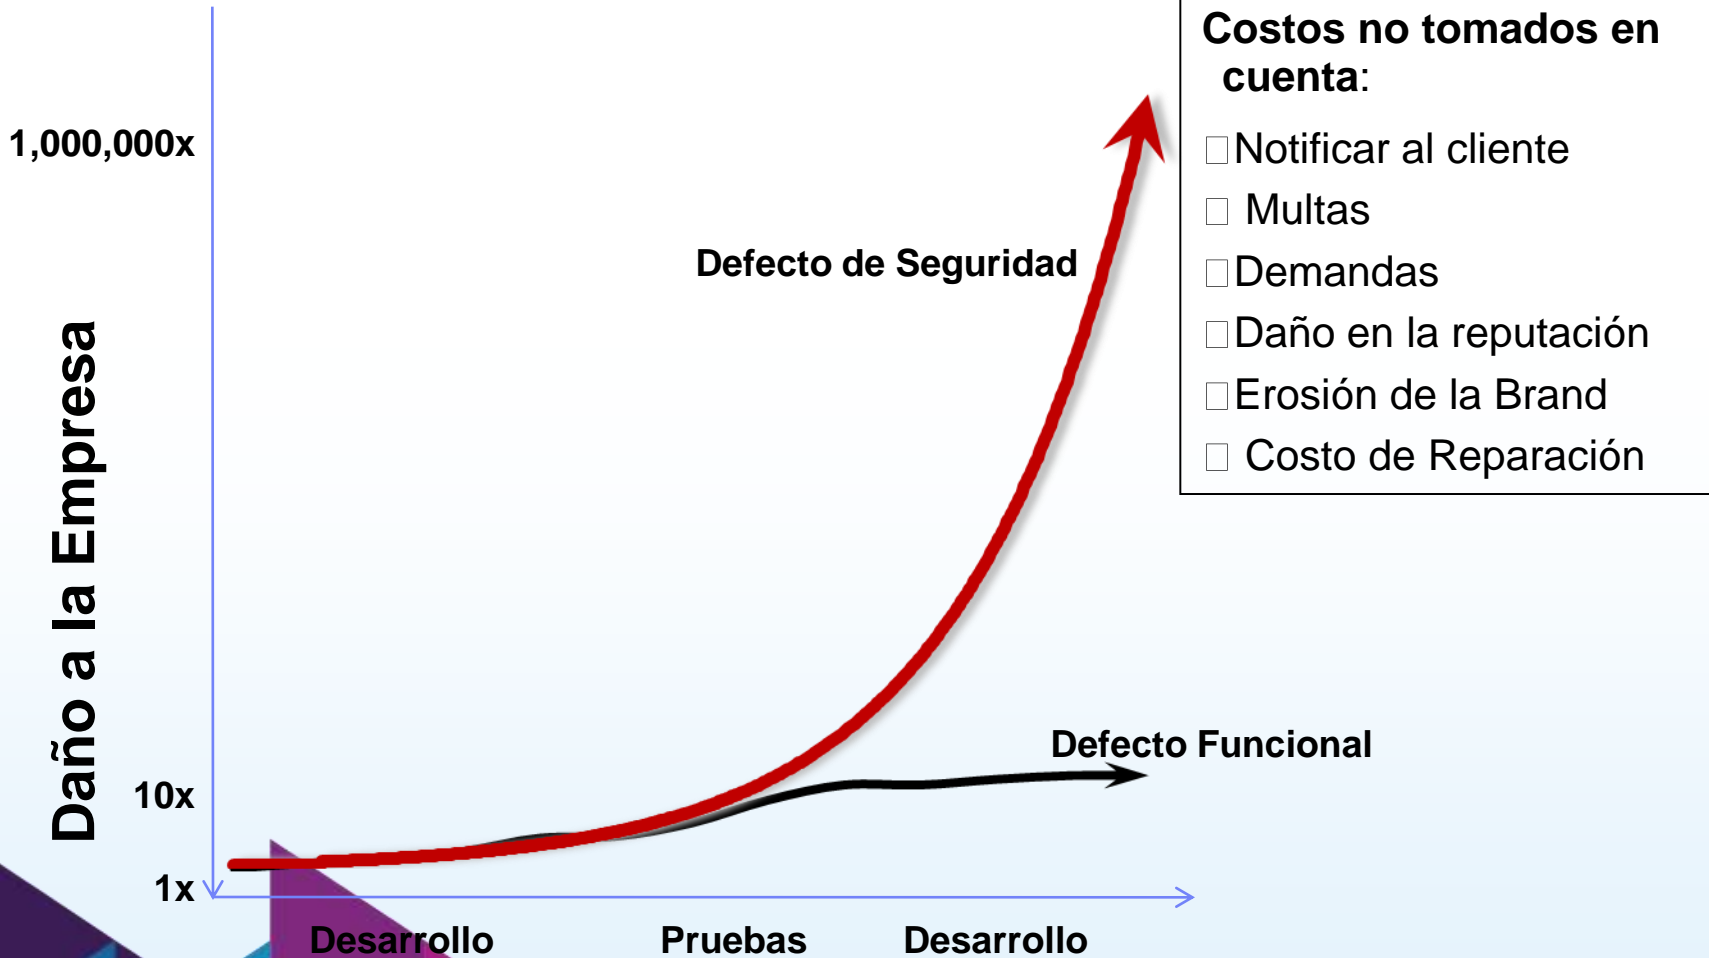 Costos no tomados en
cuenta:
□Notificar al cliente
□ Multas
□Demandas
□Daño en la reputación
□Erosión de la Brand
□ Costo de Reparación
1,000,000x
Defecto de Seguridad
Daño a la Empresa
Defecto Funcional
10x
1x
Desarrollo Pruebas Desarrollo